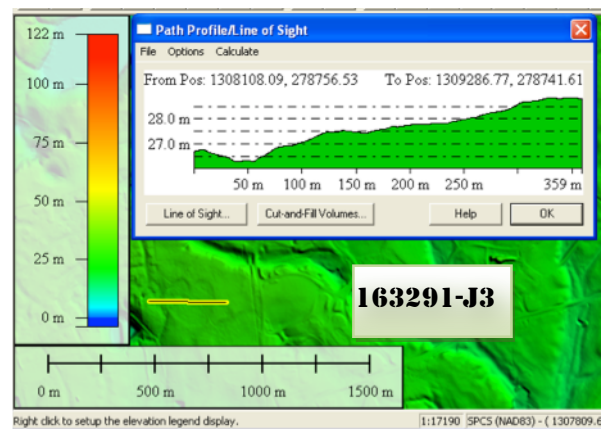 122 m
100 m
75 m
50 m
25 m
0 m
Path Profile/Line of Sight
File Options Calculate
From Pos: 1308108.09, 278756.53 To Pos: 1309286.77, 278741.61
28.0 m
27.0 m
50 m 100 m 150 m 200 m 250 m 359 m
Line of Sight... Cut-and-Fill Volumes... Help OK
163291-J3
0 m 500 m 1000 m 1500 m
Right click to setup the elevation legend display. 1:17190 SPCS (NAD83) - ( 1307809.6